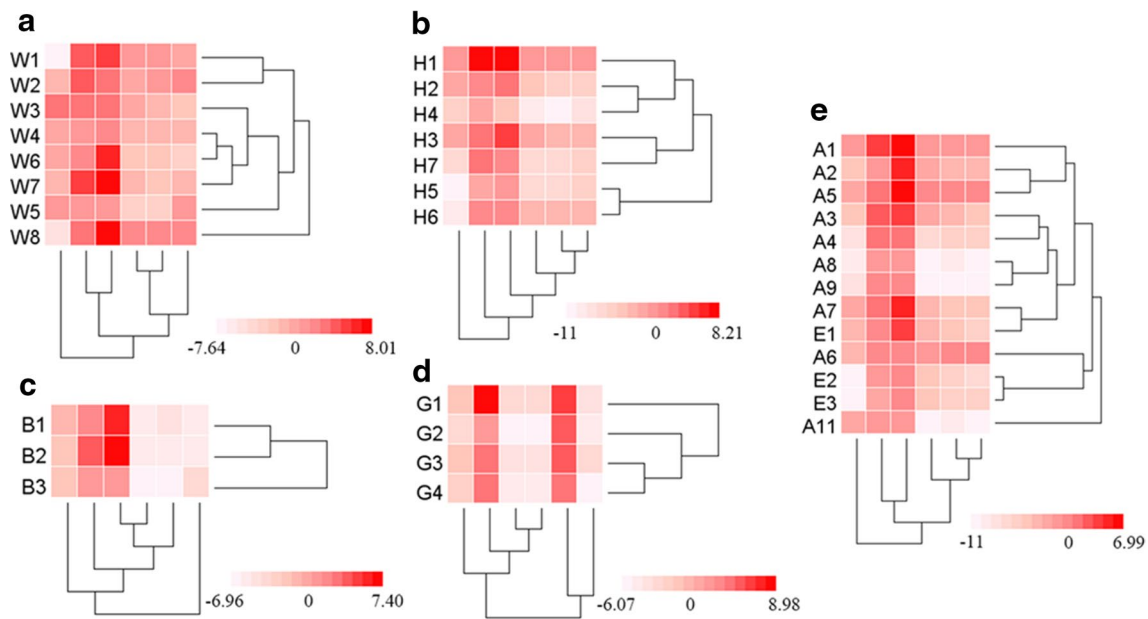 a
W1
W2
W3
W4
W6
W7
W5
W8
-7.64 0 8.01
b
H1
H2
H4
H3
H7
H5
H6
-11 0 8.21
c
B1
B2
B3
-6.96 0 7.40
d
G1
G2
G3
G4
-6.07 0 8.98
e
A1
A2
A5
A3
A4
A8
A9
A7
E1
A6
E2
E3
A11
-11 0 6.99